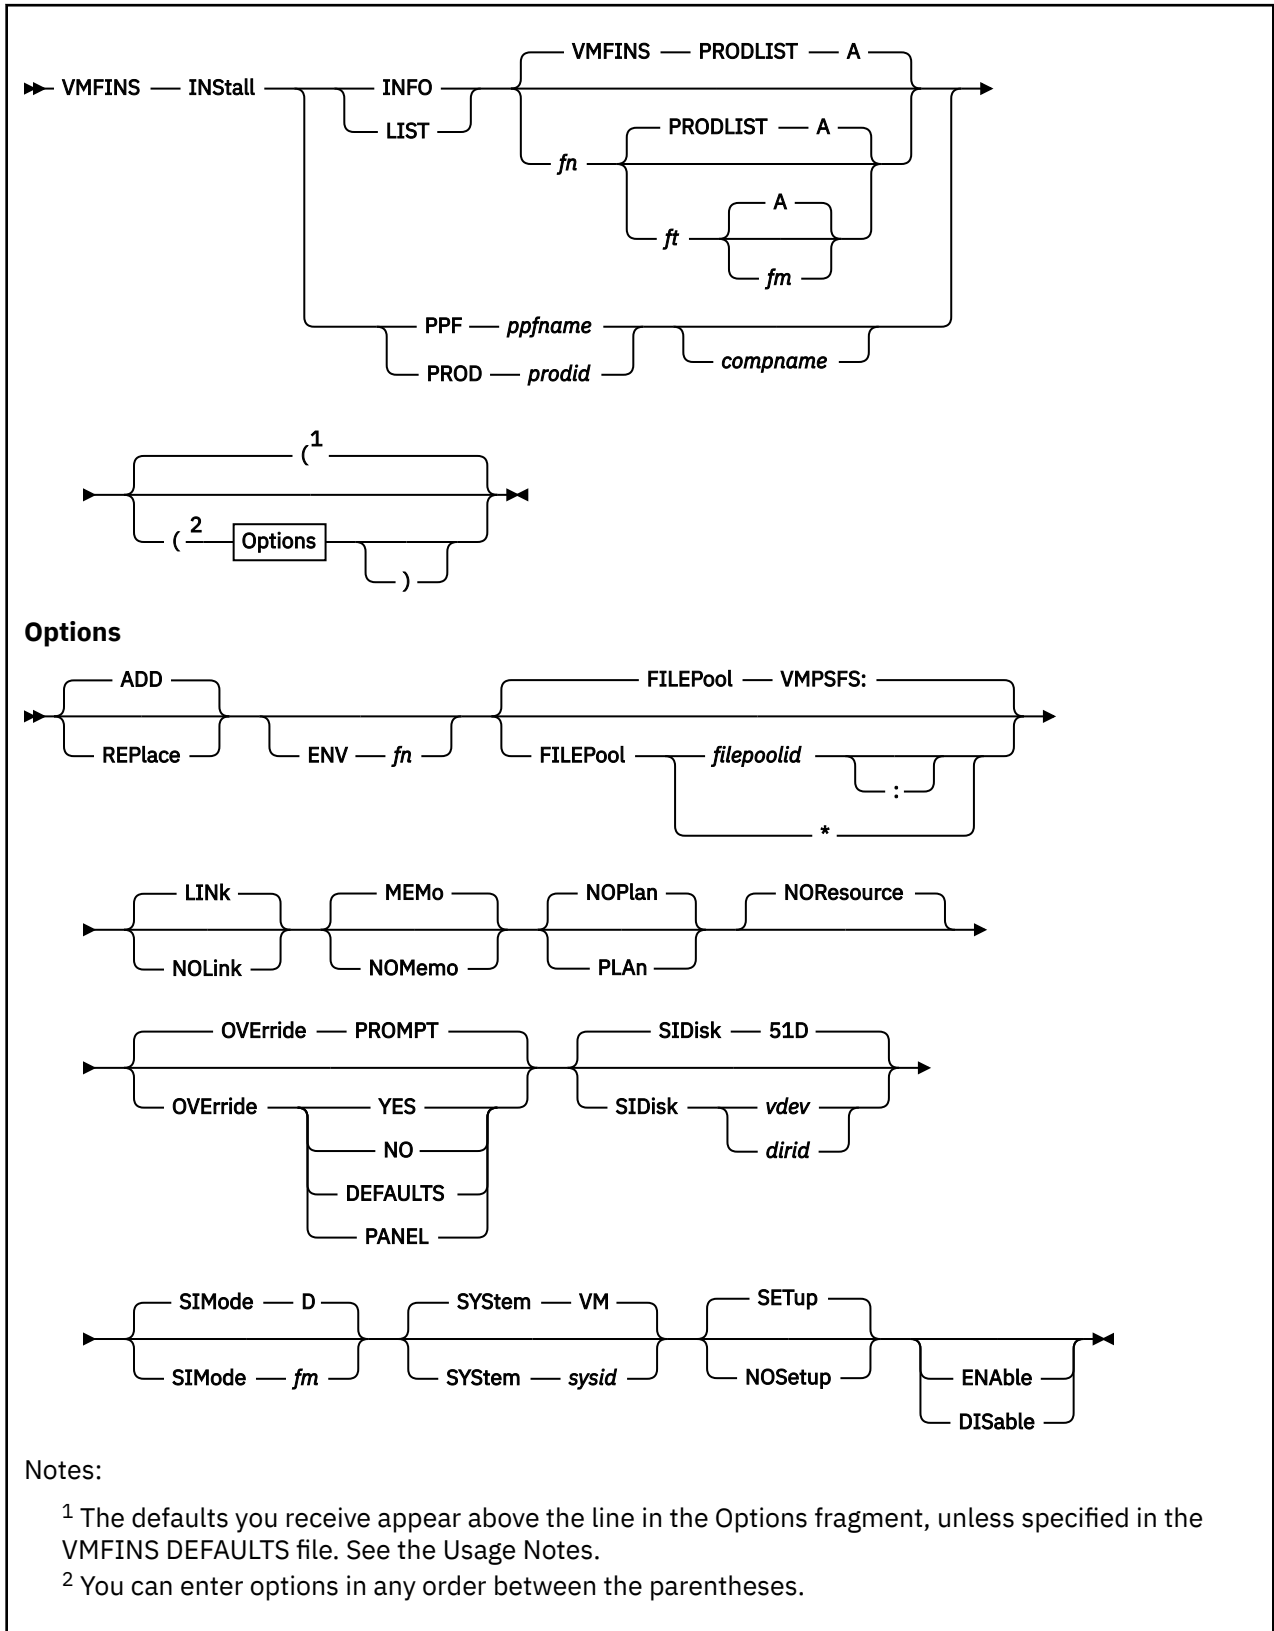 VMFINS PRODLIST A
VMFINS INStall INFO
LIST PRODLIST A
fn
A
ft
fm
PPF ppfname
PROD prodid compname
( 1
( 2 Options
)
Options
ADD FILEPool VMPSFS:
REPlace ENV fn FILEPool filepoolid
:
*
LINk MEMo NOPlan NOResource
NOLink NOMemo PLAn
OVErride PROMPT SIDisk 51D
OVErride YES SIDisk vdev
NO dirid
DEFAULTS
PANEL
SIMode D SYStem VM SETup
SIMode fm SYStem sysid NOSetup ENAble
DISable
Notes:
1 The defaults you receive appear above the line in the Options fragment, unless specified in the
VMFINS DEFAULTS file. See the Usage Notes.
2 You can enter options in any order between the parentheses.